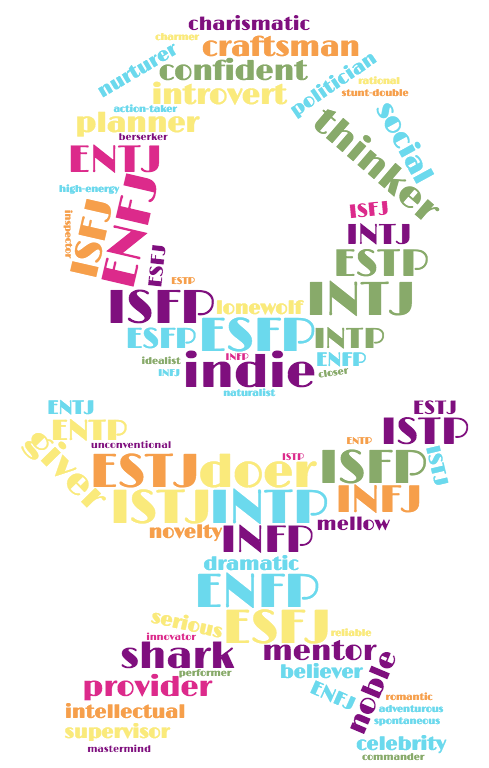 charismatic
charmer
craftsman
nurturer
confident
politician
introvert
rational
stunt-double
action-taker
planner
social
thinker
berserker
ENTJ
high-energy
ISFJ
ENFJ
inspector
ISFJ
INTJ
ESFJ
ESTP
ESTP
ISFP
lonewolf
INTJ
ESFP
ESFP
INTP
idealist
INFP
ENFP
INFJ
indie
closer
naturalist
ENTJ
ESTJ
ENTP
ISTP
giver
unconventional
ENTP
ESTJ
doer
ISTP
ISFP
ISTJ
ISTJ
INTP
INFJ
novelty
INFP
mellow
dramatic
ENFP
serious
ESFJ
reliable
innovator
shark
mentor
performer
believer
noble
provider
ENFJ
romantic
intellectual
adventurous
spontaneous
supervisor
celebrity
mastermind
commander